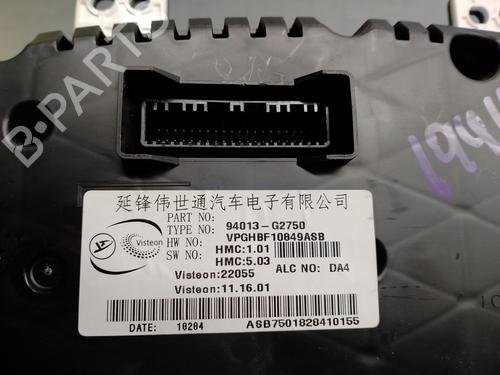 B-PARTS
延锋伟世通汽车电子有限公司
PART NO: 94013-G2750
TYPE NO: VPGHBF10849ASB
HW NO: HMC:1.01
SW NO: HMC:5.03
Visteon
Visteon:22055 ALC NO: DA4
Visteon:11.16.01
DATE: 18284 ASB7501828410155